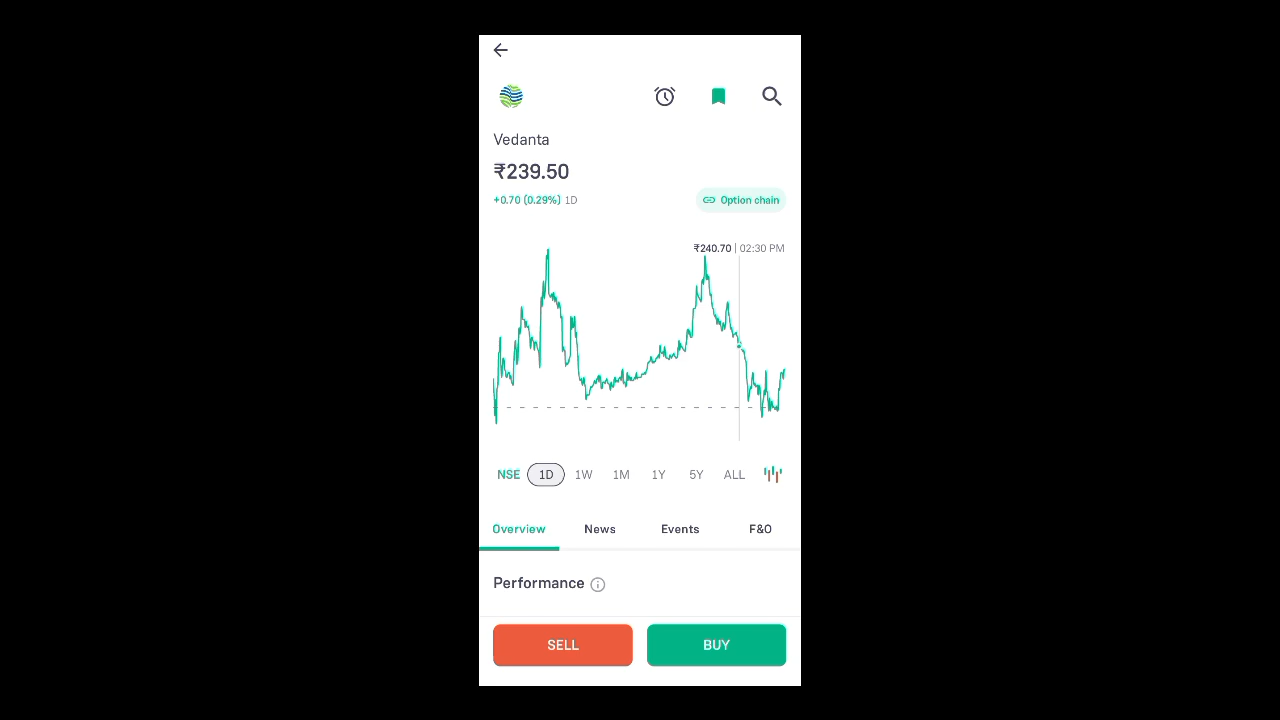 Vedanta
₹239.50
+0.70 (0.29%) 1D
Option chain
₹240.70 | 02:30 PM
NSE 1D 1W 1M 1Y 5Y ALL
Overview News Events F&O
Performance
SELL BUY